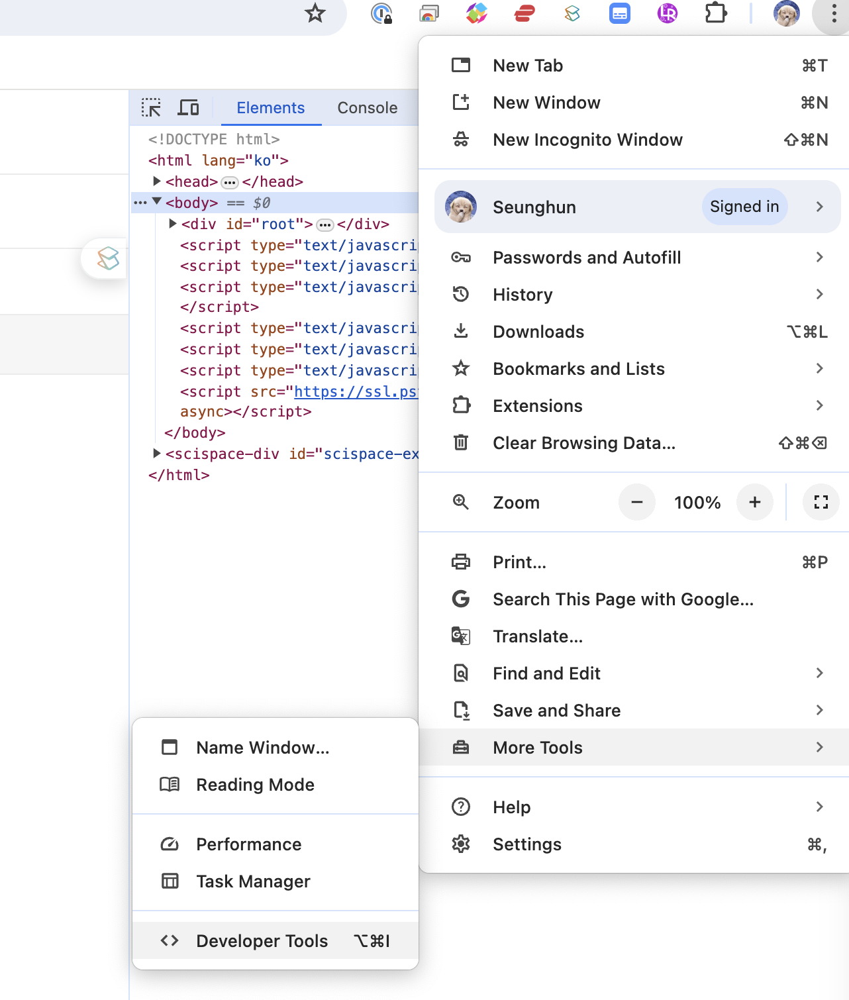 Elements Console
<!DOCTYPE html>
<html lang="ko">
<head> ••• </head>
••• <body> == $0
<div id="root"> ••• </div>
<script type="text/javascri
<script type="text/javascri
<script type="text/javascri
</script>
<script type="text/javascri
<script type="text/javascri
<script type="text/javascri
<script src="https://ssl.ps
async></script>
</body>
<scispace-div id="scispace-ex
</html>
New Tab ⌘T
New Window ⌘N
New Incognito Window ⇧⌘N
Seunghun Signed in
Passwords and Autofill
History
Downloads ⌥⌘L
Bookmarks and Lists
Extensions
Clear Browsing Data... ⇧⌘⌫
Zoom − 100% +
Print... ⌘P
Search This Page with Google...
Translate...
Find and Edit
Save and Share
More Tools
Help
Settings ⌘,
Name Window...
Reading Mode
Performance
Task Manager
Developer Tools ⌥⌘I